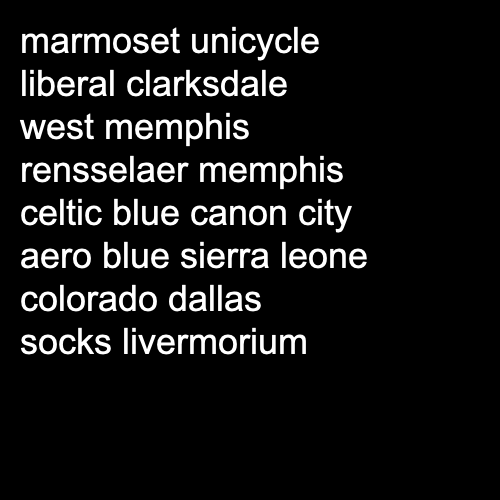 marmoset unicycle
liberal clarksdale
west memphis
rensselaer memphis
celtic blue canon city
aero blue sierra leone
colorado dallas
socks livermorium